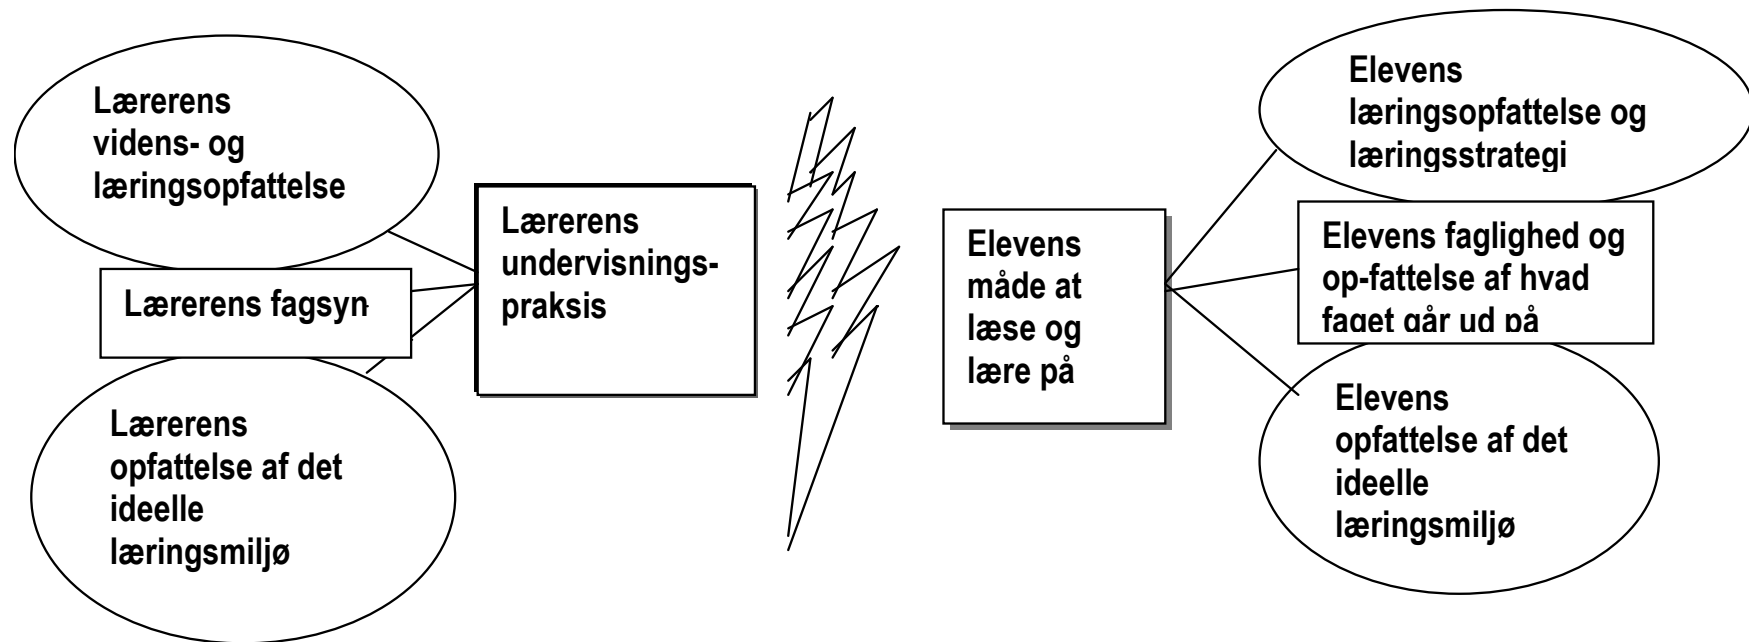 Lærerens
videns- og
læringsopfattelse
Lærerens fagsyn
Lærerens
opfattelse af det
ideelle
læringsmiljø
Lærerens
undervisnings-
praksis
Elevens
måde at
læse og
lære på
Elevens
læringsopfattelse og
læringsstrategi
Elevens faglighed og
op-fattelse af hvad
faget går ud på
Elevens
opfattelse af det
ideelle
læringsmiljø